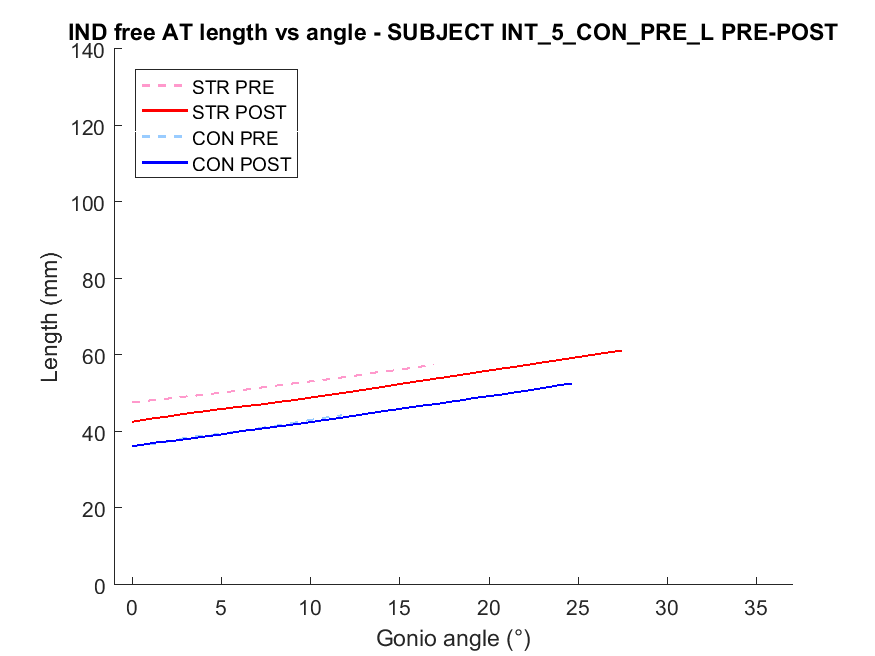 IND free AT length vs angle - SUBJECT INT_5_CON_PRE_L PRE-POST
140
120
100
80
60
40
20
0
Length (mm)
STR PRE
STR POST
CON PRE
CON POST
0 5 10 15 20 25 30 35
Gonio angle (°)